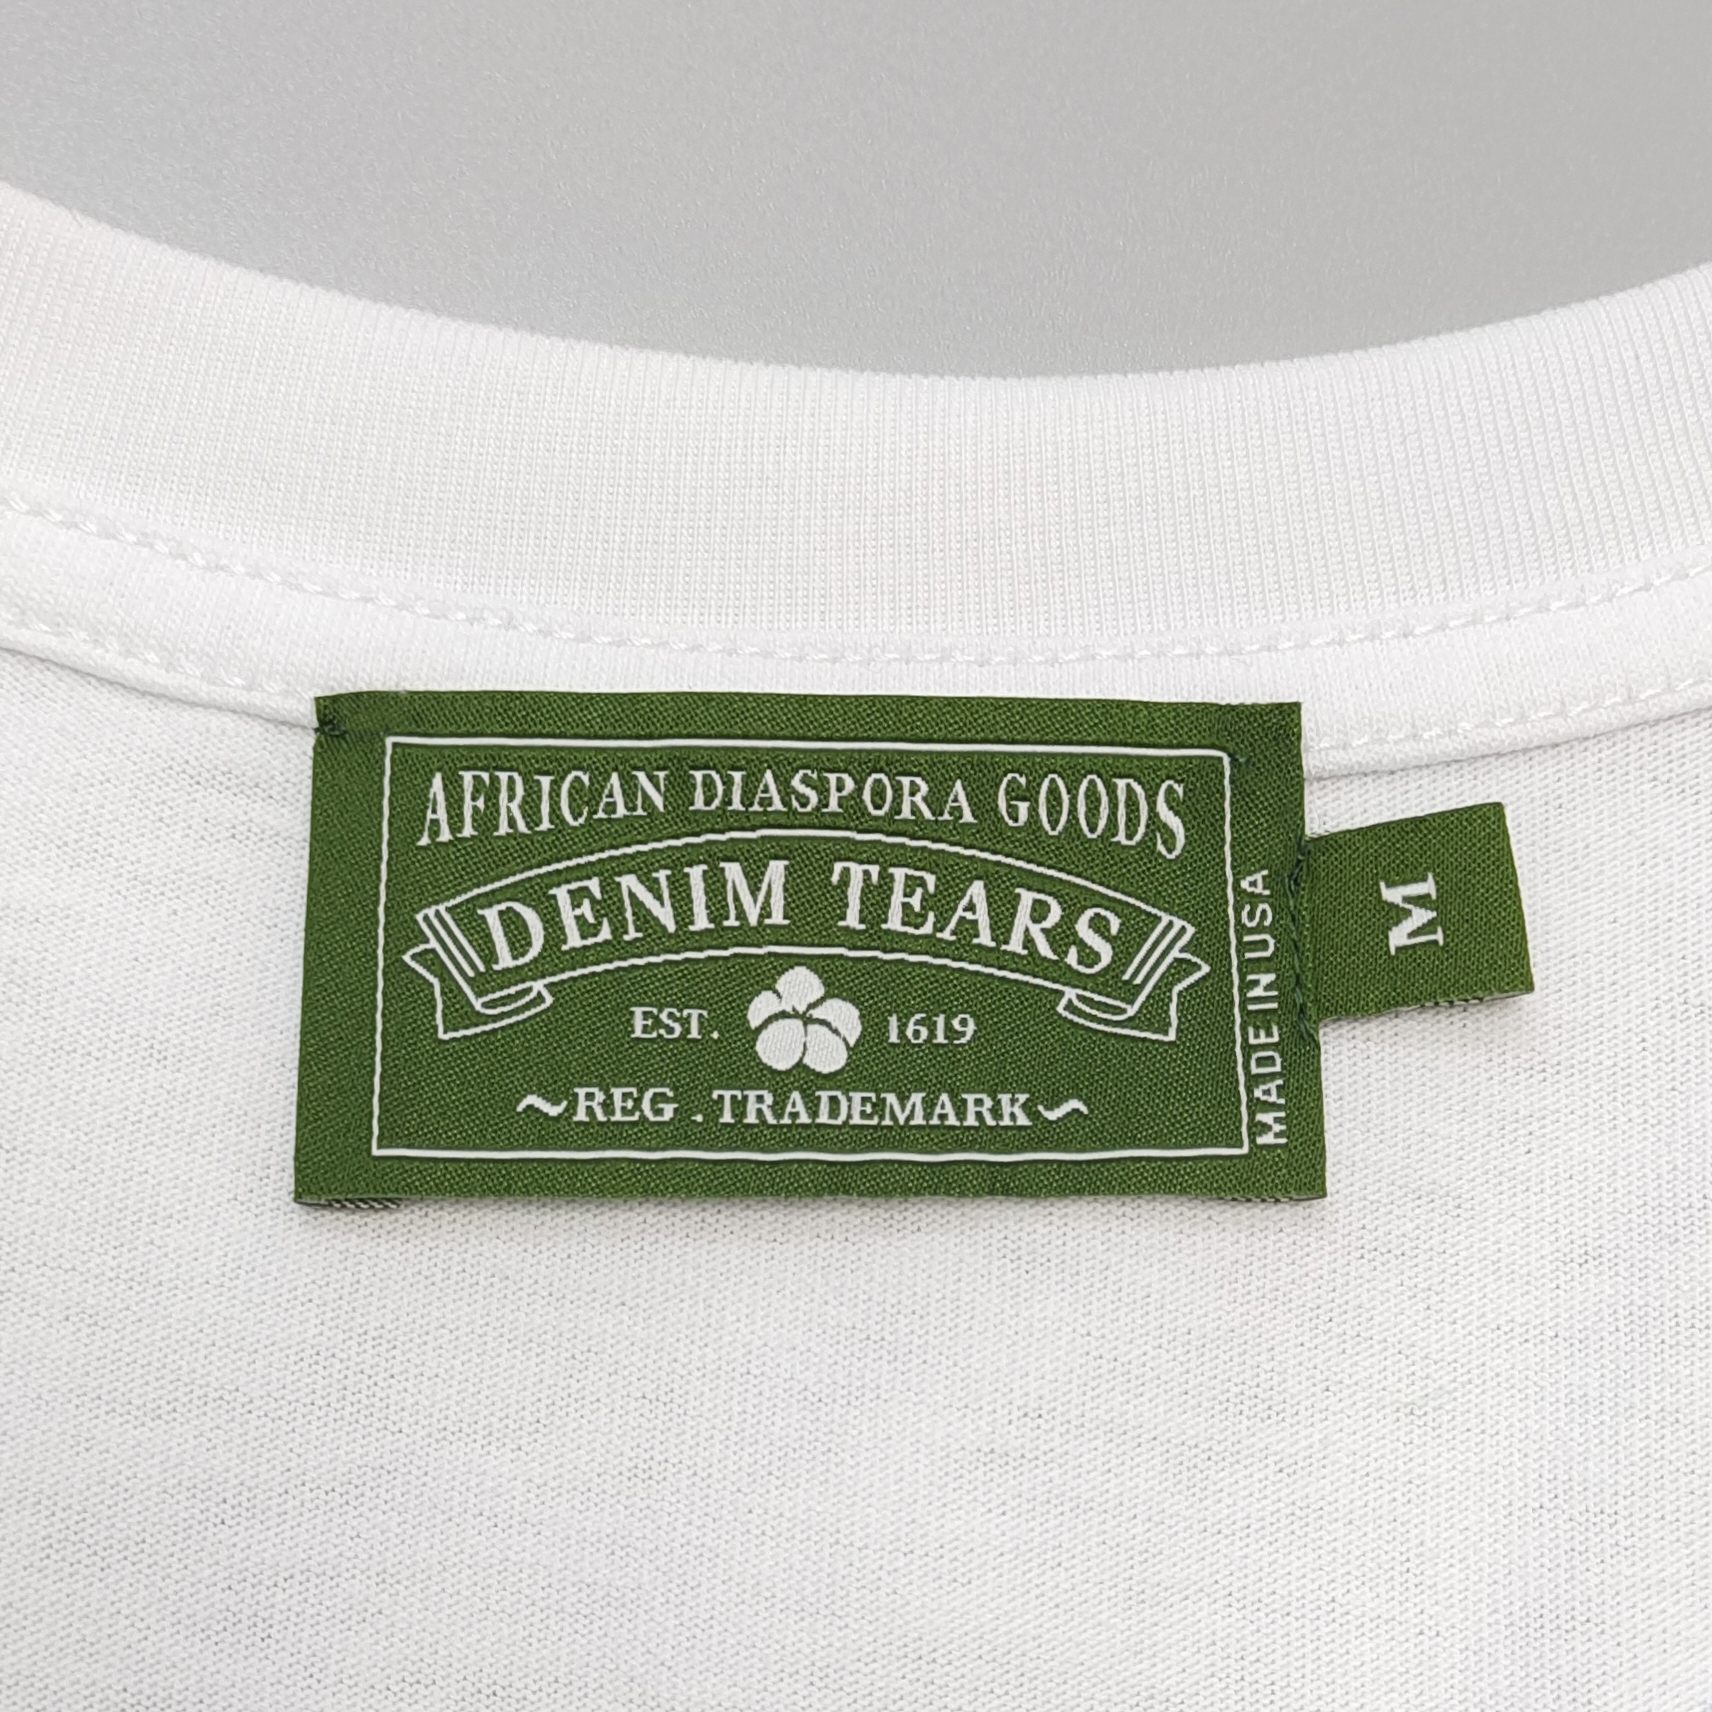 AFRICAN DIASPORA GOODS
DENIM TEARS
EST. 1619
~REG . TRADEMARK~
MADE IN USA
M